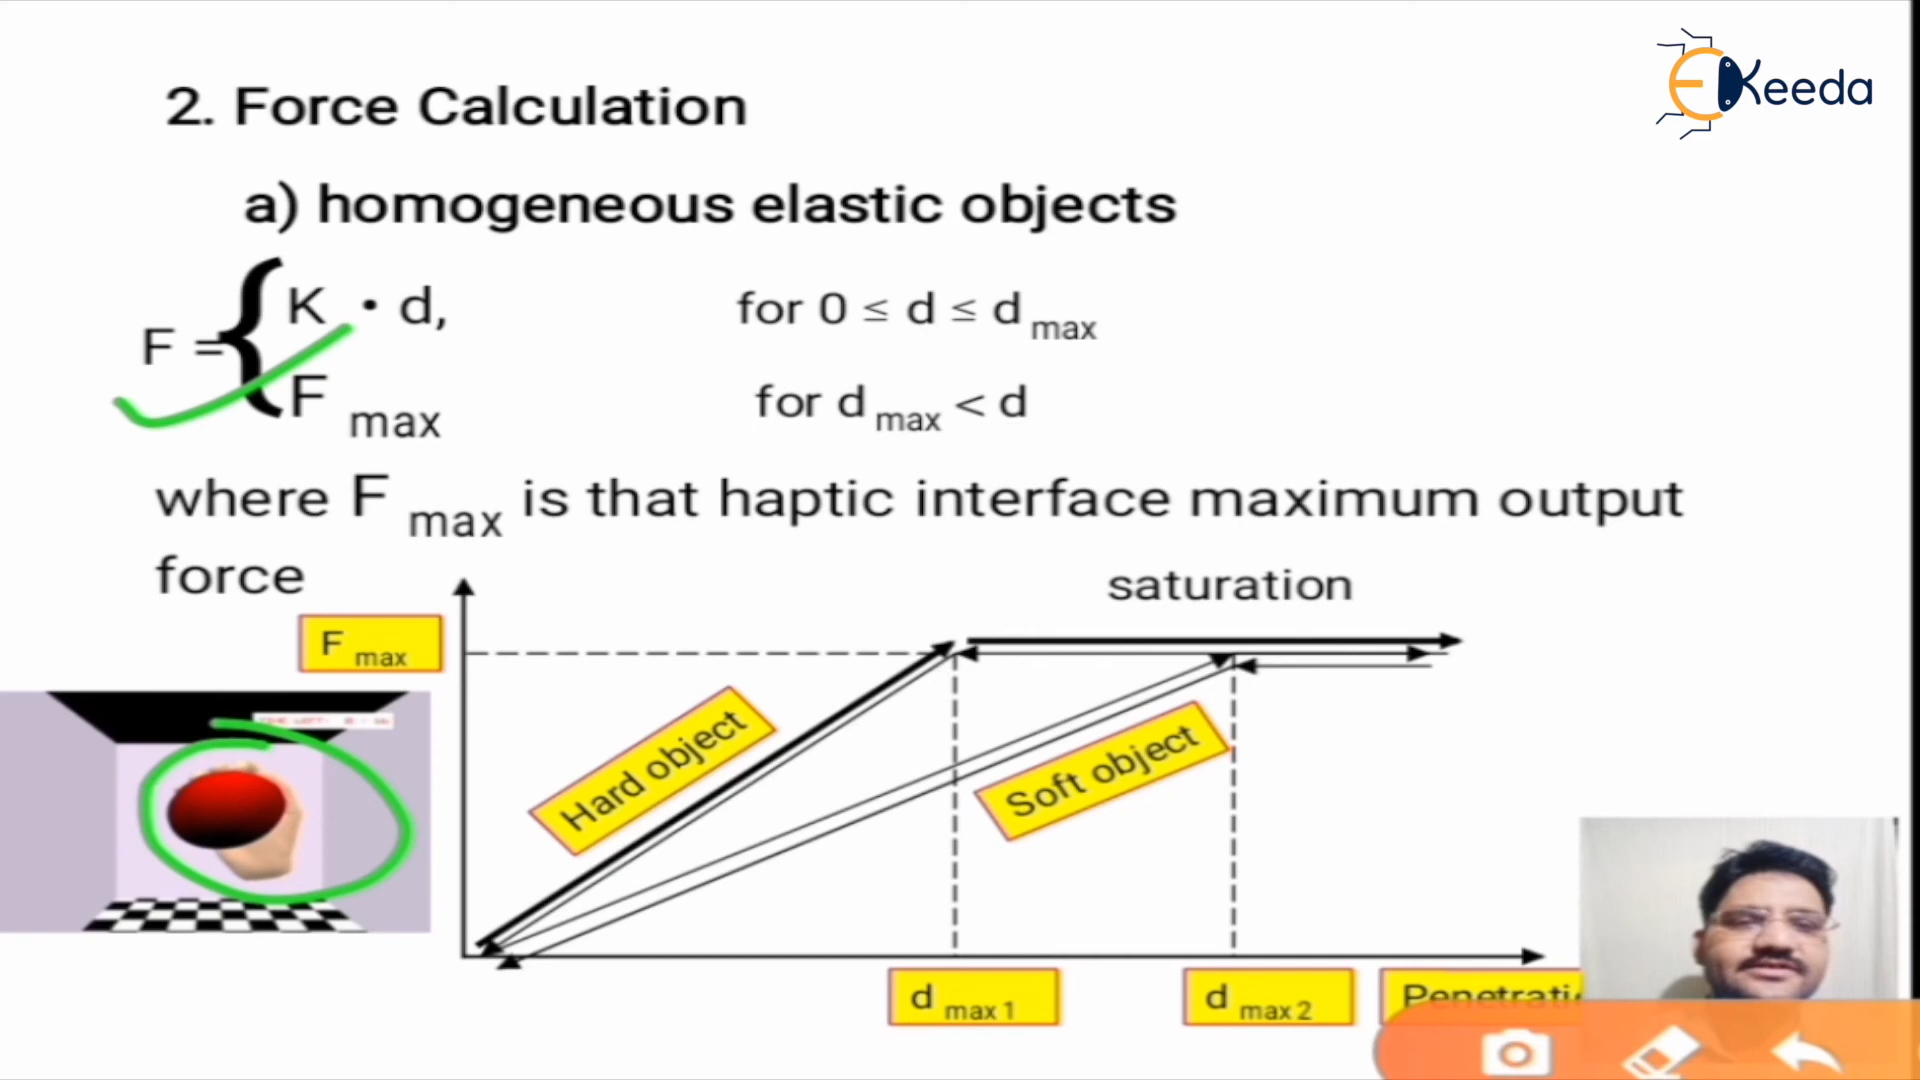 EKeeda
2. Force Calculation
a) homogeneous elastic objects
F = { K • d, for 0 ≤ d ≤ d max
F max for d max < d
where F max is that haptic interface maximum output
force
saturation
F max
Hard object
Soft object
d max 1
d max 2